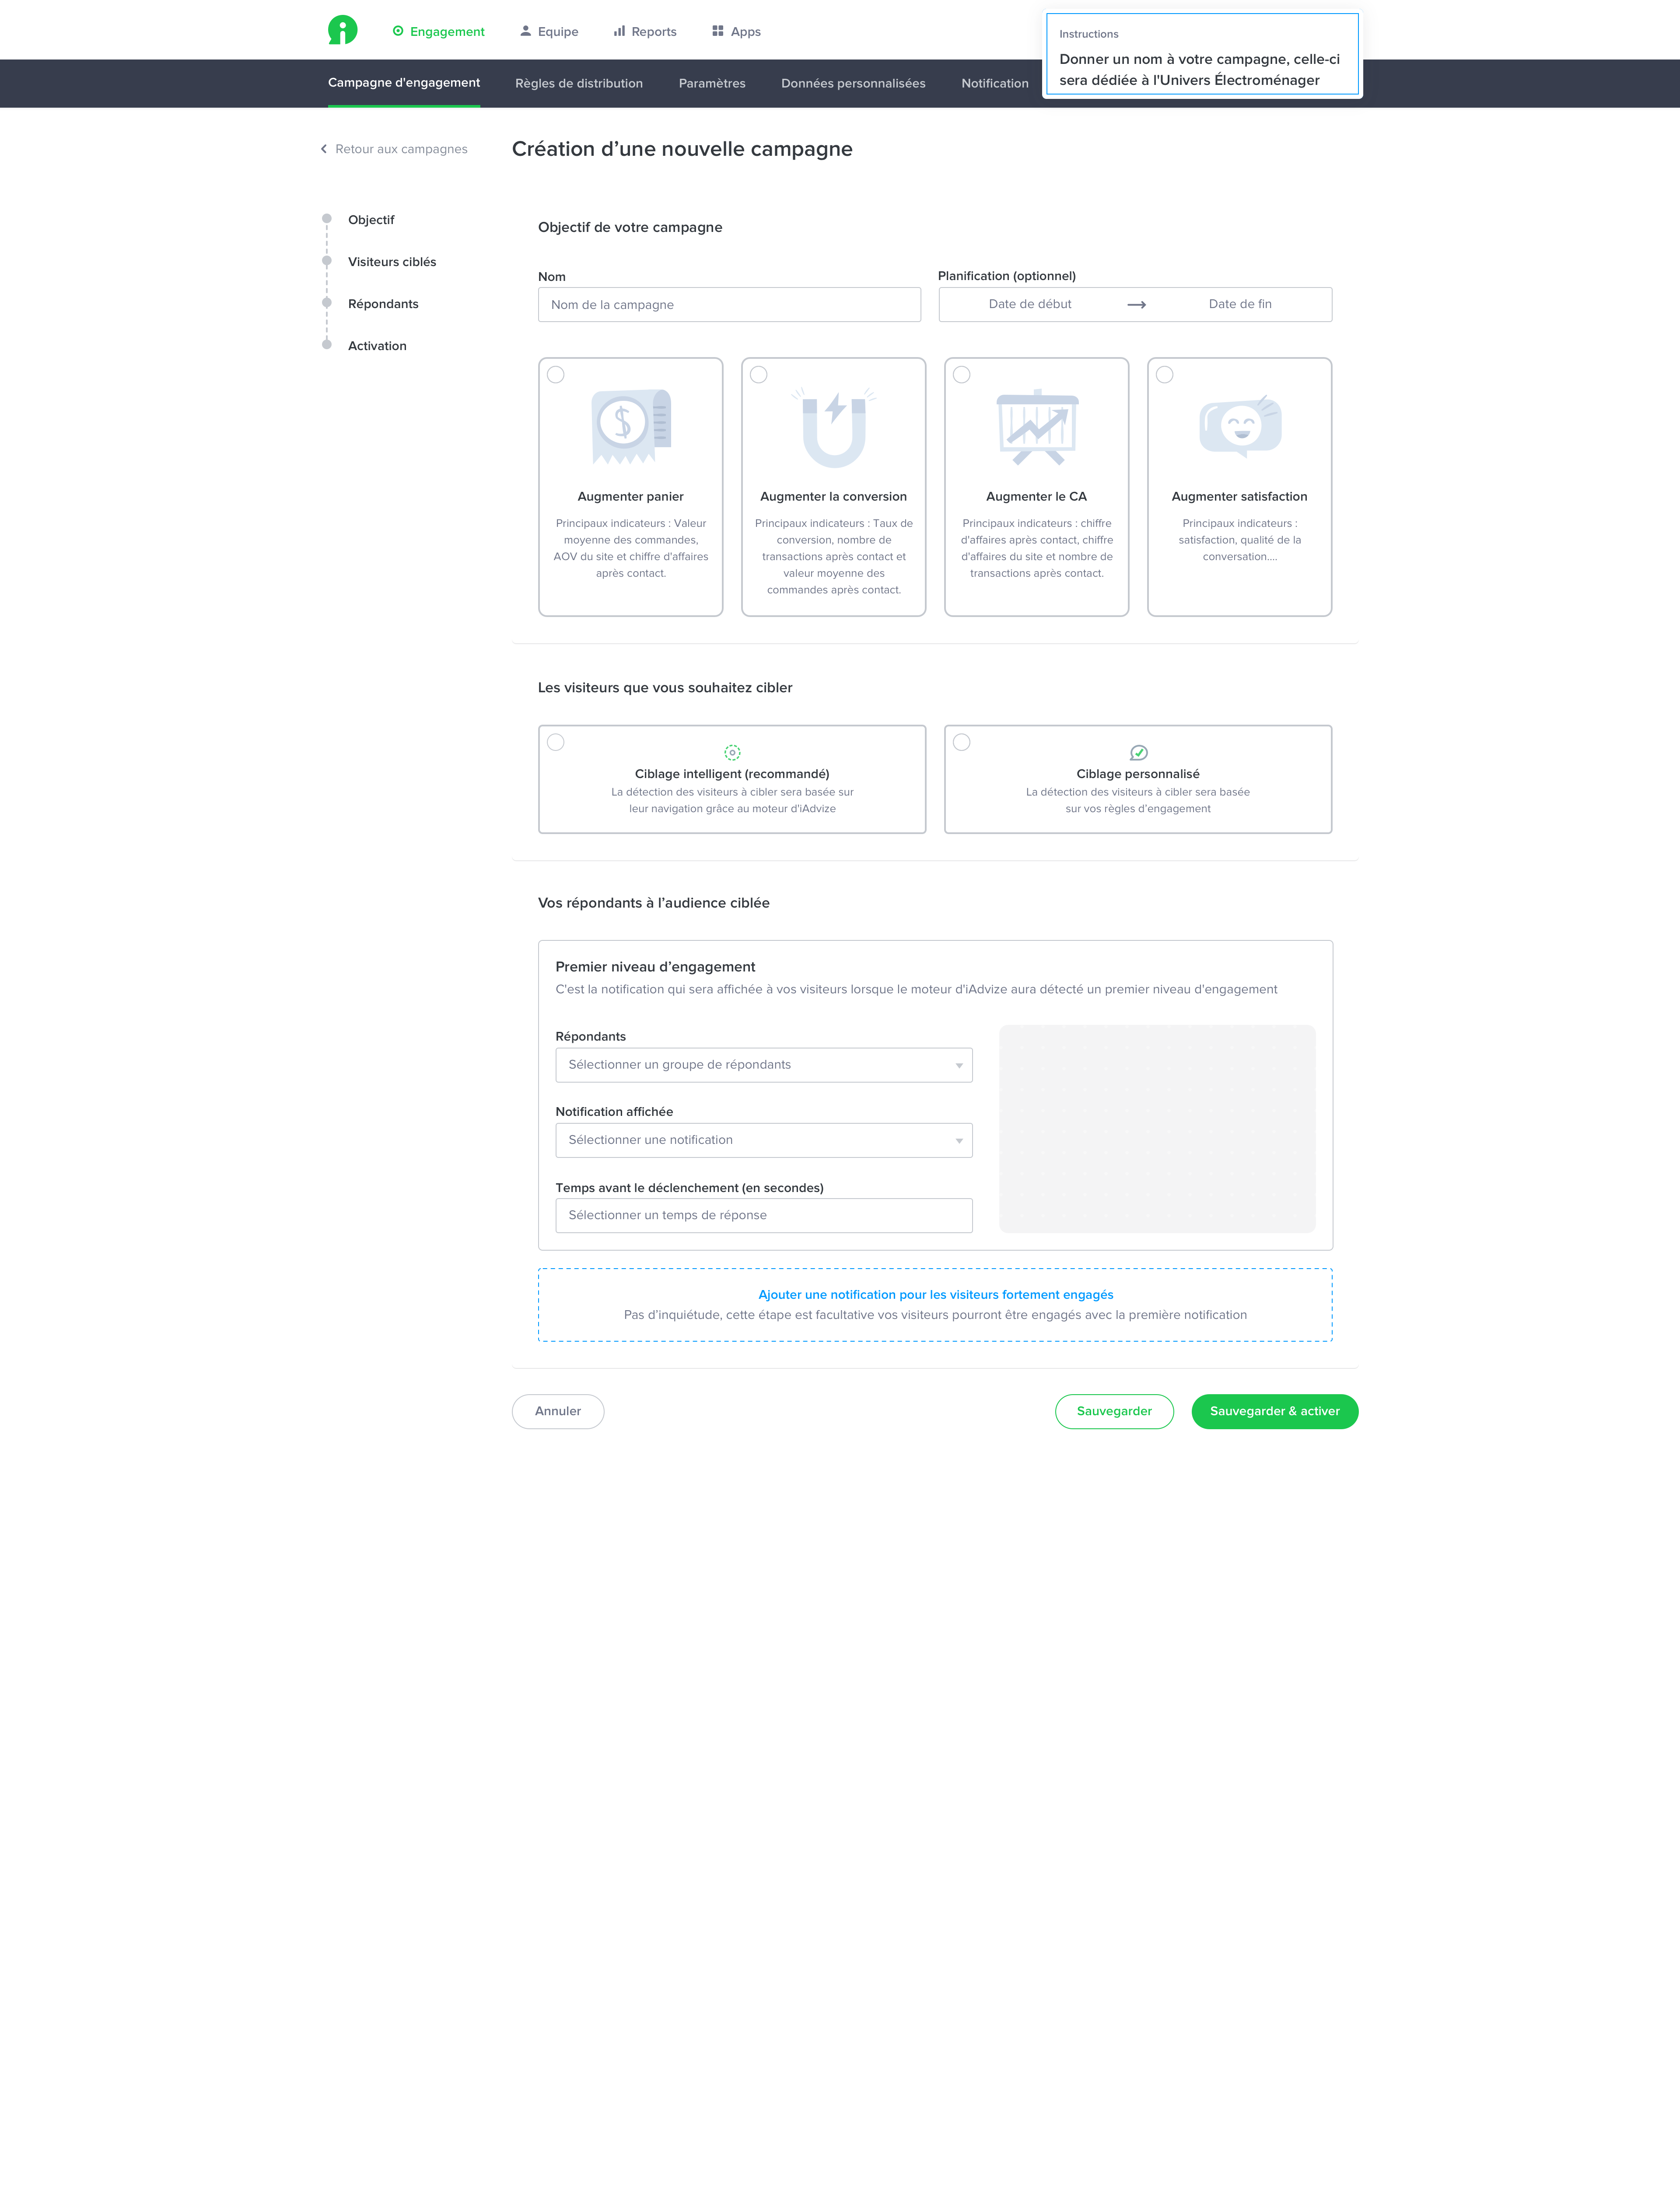 Engagement
Equipe
Reports
Apps
Instructions
Donner un nom à votre campagne, celle-ci
sera dédiée à l'Univers Électroménager
Campagne d'engagement
Règles de distribution
Paramètres
Données personnalisées
Notification
Retour aux campagnes
Création d’une nouvelle campagne
Objectif
Visiteurs ciblés
Répondants
Activation
Objectif de votre campagne
Nom
Nom de la campagne
Planification (optionnel)
Date de début
Date de fin
Augmenter panier
Principaux indicateurs : Valeur
moyenne des commandes,
AOV du site et chiffre d'affaires
après contact.
Augmenter la conversion
Principaux indicateurs : Taux de
conversion, nombre de
transactions après contact et
valeur moyenne des
commandes après contact.
Augmenter le CA
Principaux indicateurs : chiffre
d'affaires après contact, chiffre
d'affaires du site et nombre de
transactions après contact.
Augmenter satisfaction
Principaux indicateurs :
satisfaction, qualité de la
conversation....
Les visiteurs que vous souhaitez cibler
Ciblage intelligent (recommandé)
La détection des visiteurs à cibler sera basée sur
leur navigation grâce au moteur d'iAdvize
Ciblage personnalisé
La détection des visiteurs à cibler sera basée
sur vos règles d’engagement
Vos répondants à l’audience ciblée
Premier niveau d’engagement
C'est la notification qui sera affichée à vos visiteurs lorsque le moteur d'iAdvize aura détecté un premier niveau d'engagement
Répondants
Sélectionner un groupe de répondants
Notification affichée
Sélectionner une notification
Temps avant le déclenchement (en secondes)
Sélectionner un temps de réponse
Ajouter une notification pour les visiteurs fortement engagés
Pas d’inquiétude, cette étape est facultative vos visiteurs pourront être engagés avec la première notification
Annuler
Sauvegarder
Sauvegarder & activer